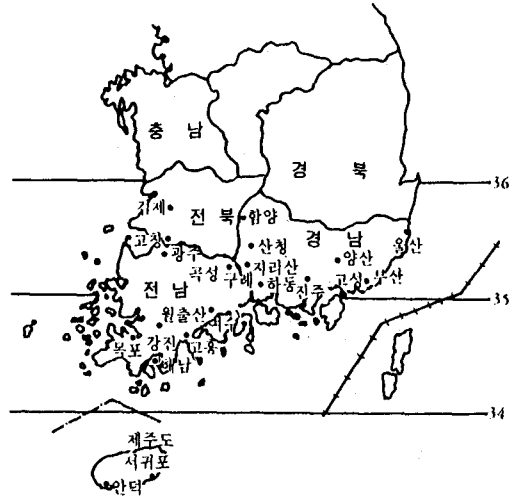 충 남
경 북
36
전 북
함양
고창
산청
경 남
울산
광주
양산
곡성
지리산
구례
하동
진주
고성
부산
전 남
35
월출산
목포
강진
고흥
해남
34
제주도
서귀포
안덕